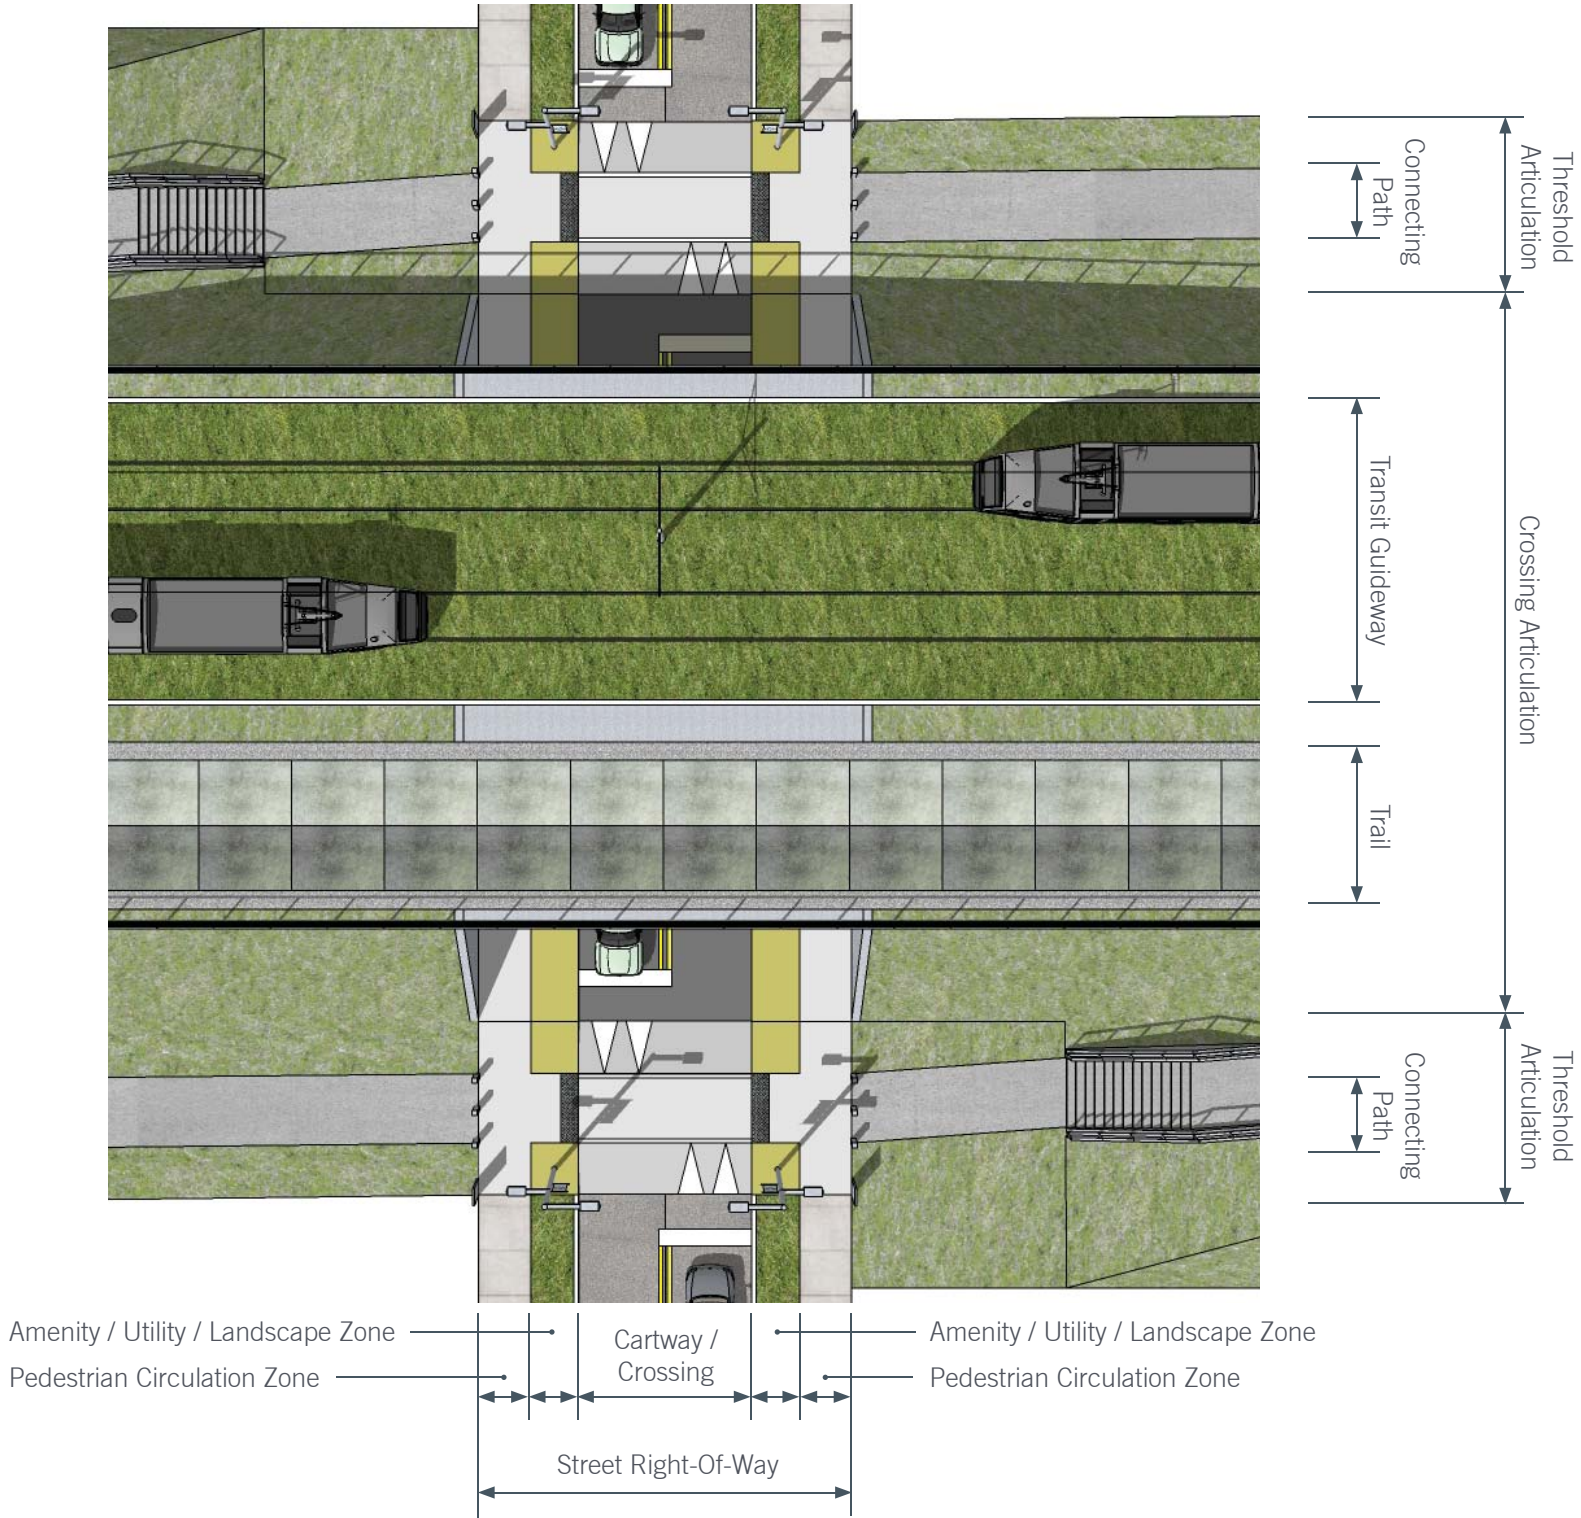 Threshold
Articulation
Connecting
Path
Transit Guideway
Crossing Articulation
Trail
Threshold
Articulation
Connecting
Path
Amenity / Utility / Landscape Zone
Pedestrian Circulation Zone
Cartway /
Crossing
Amenity / Utility / Landscape Zone
Pedestrian Circulation Zone
Street Right-Of-Way